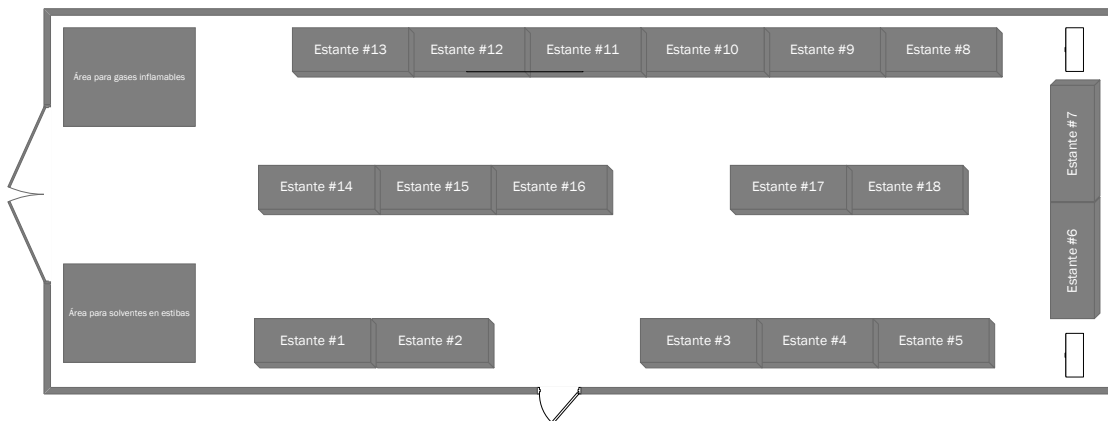 Estante #13
Estante #12
Estante #11
Estante #10
Estante #9
Estante #8
Área para gases inflamables
Estante #7
Estante #14
Estante #15
Estante #16
Estante #17
Estante #18
Estante #6
Área para solventes en estibas
Estante #1
Estante #2
Estante #3
Estante #4
Estante #5